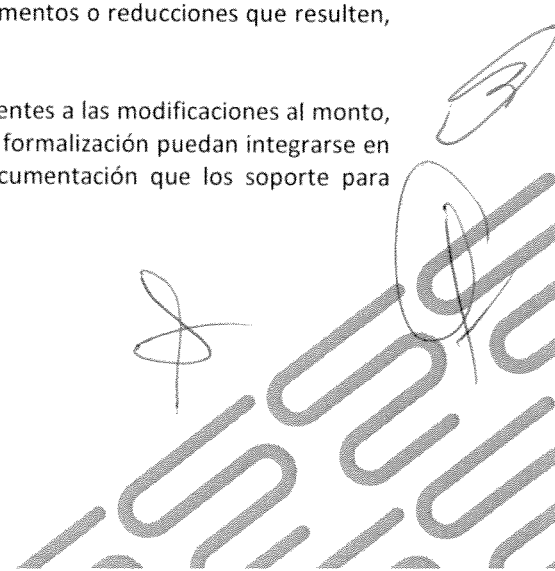 mentos o reducciones que resulten,
entes a las modificaciones al monto,
formalización puedan integrarse en
cumentación que los soporte para